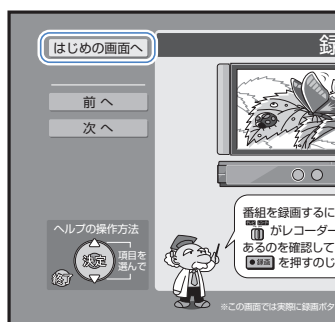 はじめの画面へ
録
前 へ
次 へ
ヘルプの操作方法
決定
項目を
選んで
番組を録画するに
がレコーダー
あるのを確認して
●録画 を押すのじ
※この画面では実際に録画ボタ